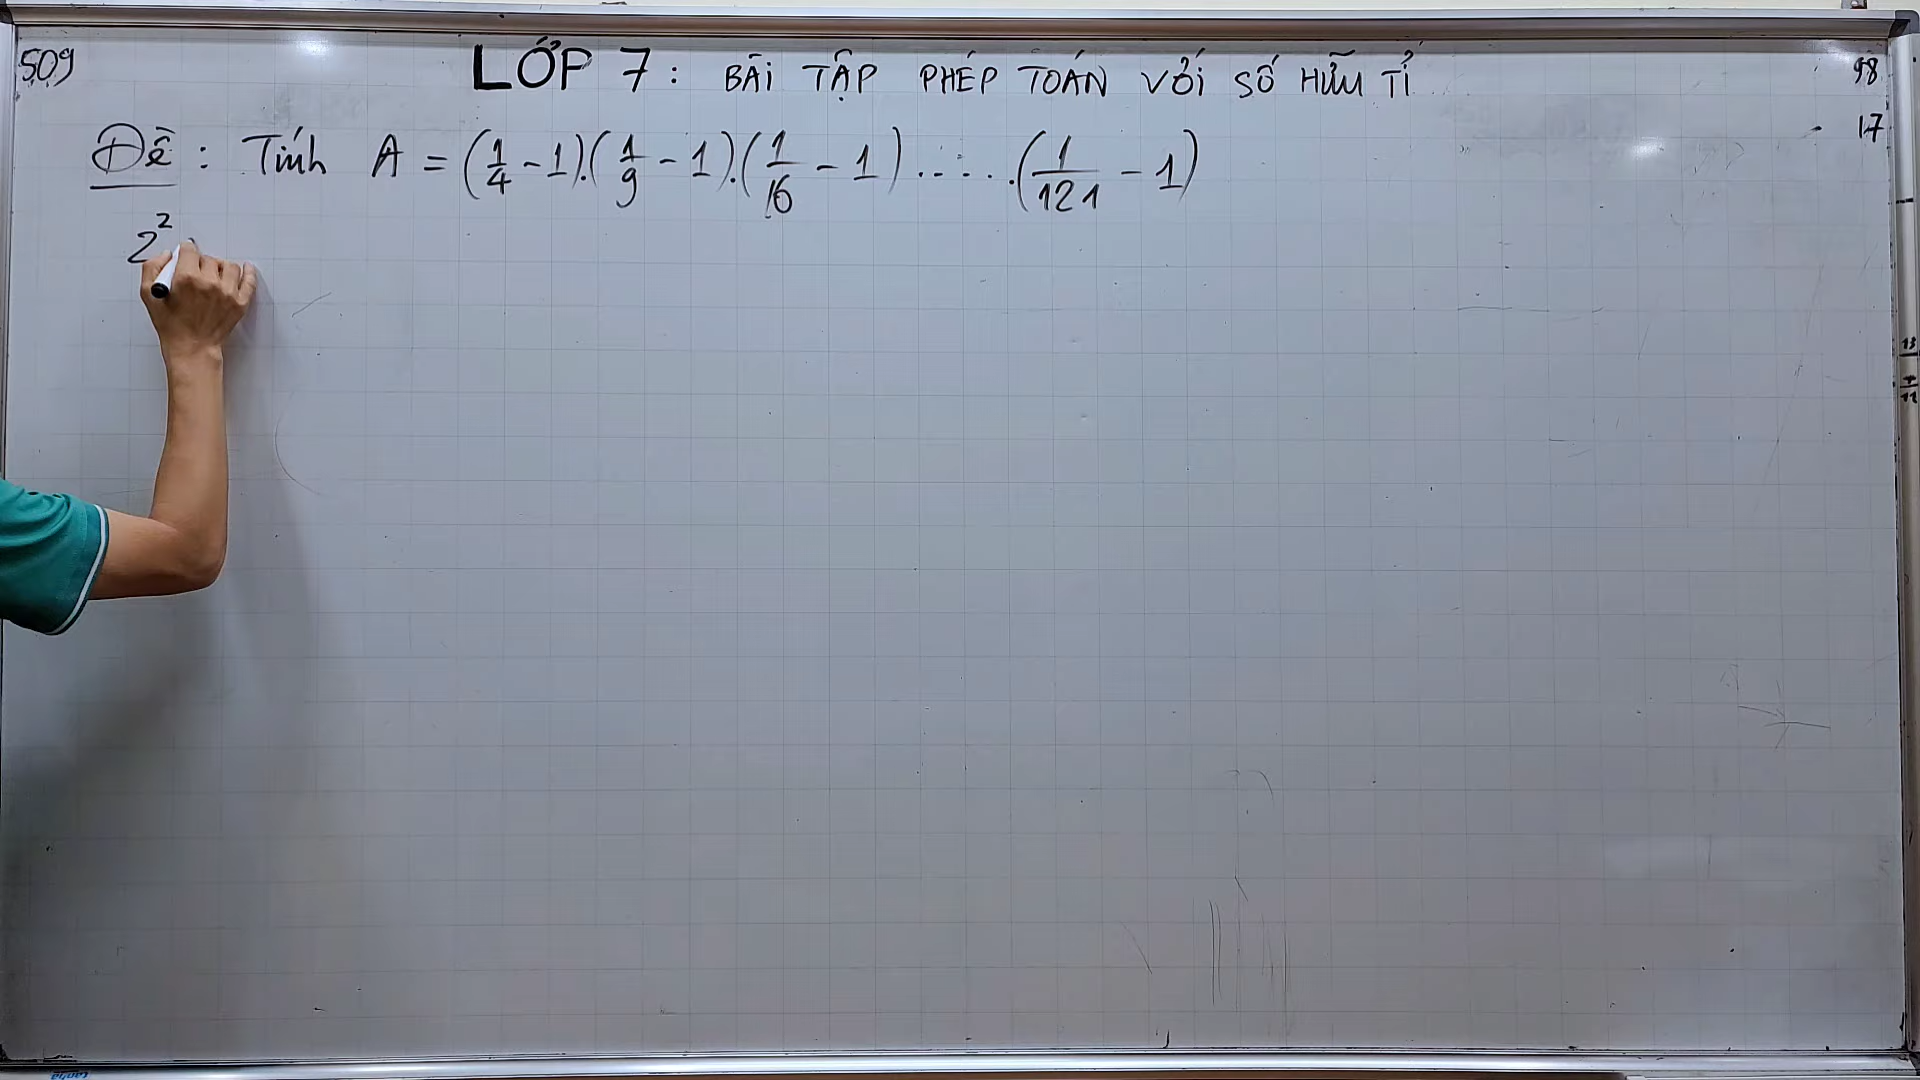 509 LỚP 7 : BÀI TẬP PHÉP TOÁN VỚI SỐ HỮU TỈ 98
17
Đề : Tính A = (1/4 - 1).(1/9 - 1).(1/16 - 1)......(1/121 - 1)
2²